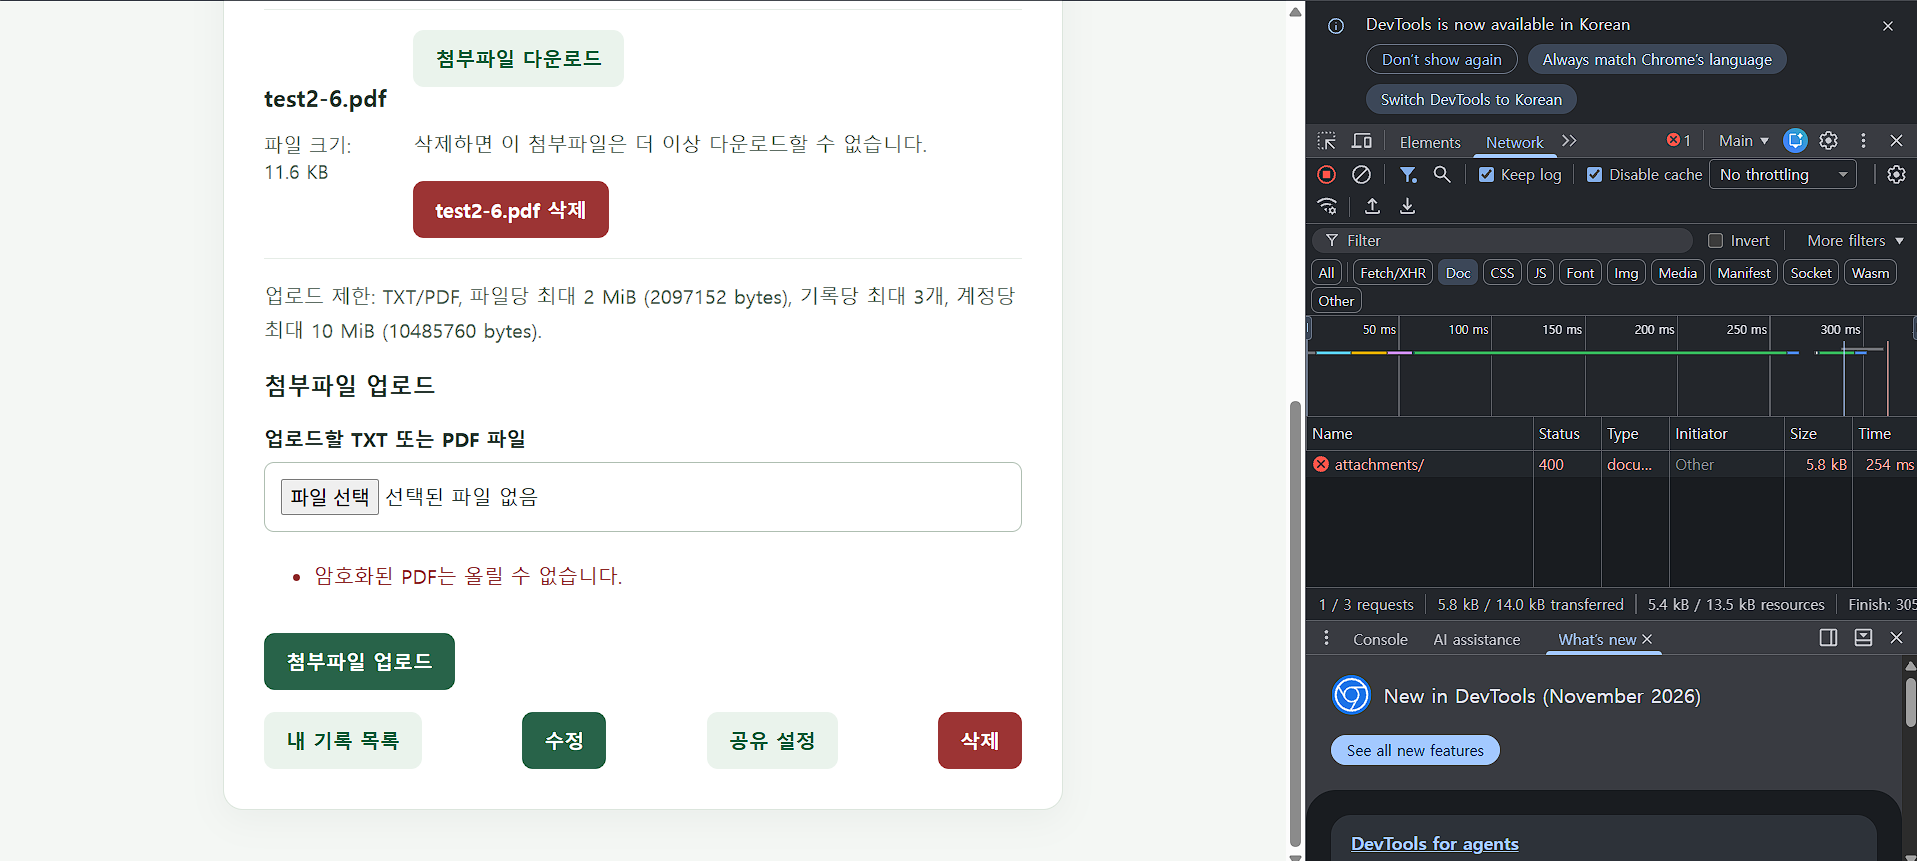 첨부파일 다운로드
test2-6.pdf
파일 크기:
11.6 KB
삭제하면 이 첨부파일은 더 이상 다운로드할 수 없습니다.
test2-6.pdf 삭제
업로드 제한: TXT/PDF, 파일당 최대 2 MiB (2097152 bytes), 기록당 최대 3개, 계정당
최대 10 MiB (10485760 bytes).
첨부파일 업로드
업로드할 TXT 또는 PDF 파일
파일 선택 선택된 파일 없음
암호화된 PDF는 올릴 수 없습니다.
첨부파일 업로드
내 기록 목록 수정 공유 설정 삭제
DevTools is now available in Korean
Don't show again Always match Chrome's language
Switch DevTools to Korean
Elements Network 1 Main
Keep log Disable cache No throttling
Filter Invert More filters
All Fetch/XHR Doc CSS JS Font Img Media Manifest Socket Wasm
Other
50 ms 100 ms 150 ms 200 ms 250 ms 300 ms
Name Status Type Initiator Size Time
attachments/ 400 docu... Other 5.8 kB 254 ms
1 / 3 requests 5.8 kB / 14.0 kB transferred 5.4 kB / 13.5 kB resources Finish: 305
Console AI assistance What's new
New in DevTools (November 2026)
See all new features
DevTools for agents